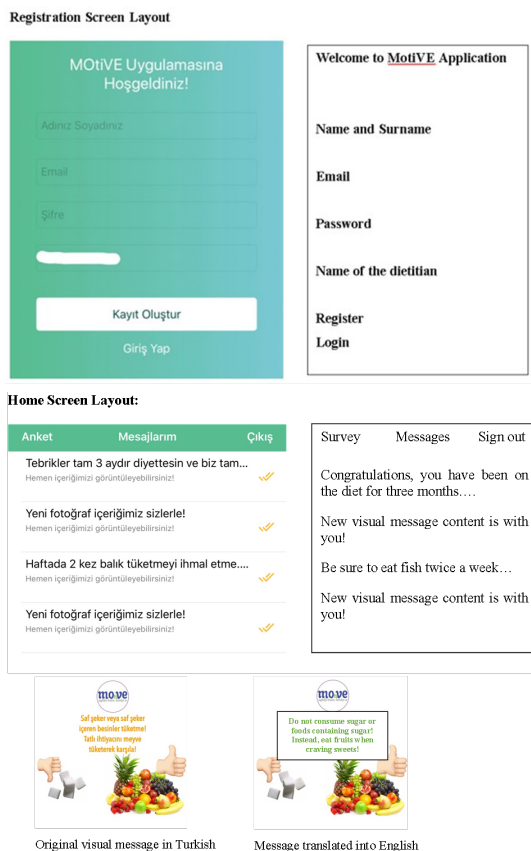 Registration Screen Layout
MOtiVE Uygulamasına
Hoşgeldiniz!
Adınız Soyadınız
Email
Şifre
Kayıt Oluştur
Giriş Yap
Welcome to MotiVE Application
Name and Surname
Email
Password
Name of the dietitian
Register
Login
Home Screen Layout:
Anket Mesajlarım Çıkış
Tebrikler tam 3 aydır diyettesin ve biz tam...
Hemen içeriğimizi görüntüleyebilirsiniz!
Yeni fotoğraf içeriğimiz sizlerle!
Hemen içeriğimizi görüntüleyebilirsiniz!
Haftada 2 kez balık tüketmeyi ihmal etme....
Hemen içeriğimizi görüntüleyebilirsiniz!
Yeni fotoğraf içeriğimiz sizlerle!
Hemen içeriğimizi görüntüleyebilirsiniz!
Survey Messages Sign out
Congratulations, you have been on
the diet for three months….
New visual message content is with
you!
Be sure to eat fish twice a week…
New visual message content is with
you!
Saf şeker veya saf şeker
içeren besinler tüketme!
Tatlı ihtiyacını meyve
tüketerek karşıla!
Original visual message in Turkish
Do not consume sugar or
foods containing sugar!
Instead, eat fruits when
craving sweets!
Message translated into English